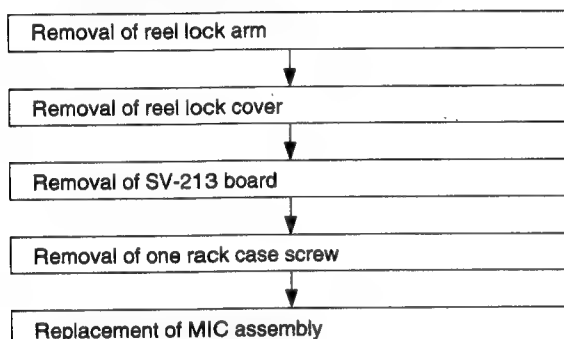 Removal of reel lock arm
Removal of reel lock cover
Removal of SV-213 board
Removal of one rack case screw
Replacement of MIC assembly